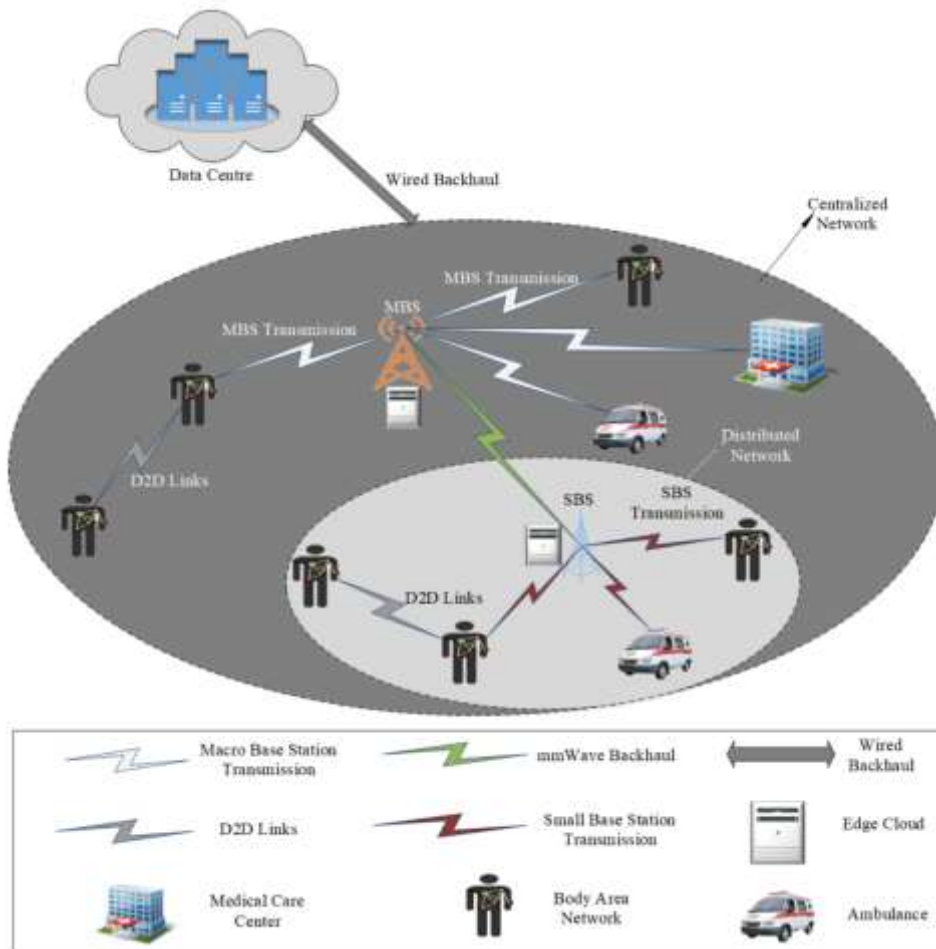 Data Centre
Wired Backhaul
Centralized
Network
MBS Transmission
MBS
MBS Transmission
D2D Links
Distributed
Network
SBS
SBS
Transmission
D2D Links
Macro Base Station
Transmission
mmWave Backhaul
Wired
Backhaul
D2D Links
Small Base Station
Transmission
Edge Cloud
Medical Care
Center
Body Area
Network
Ambulance